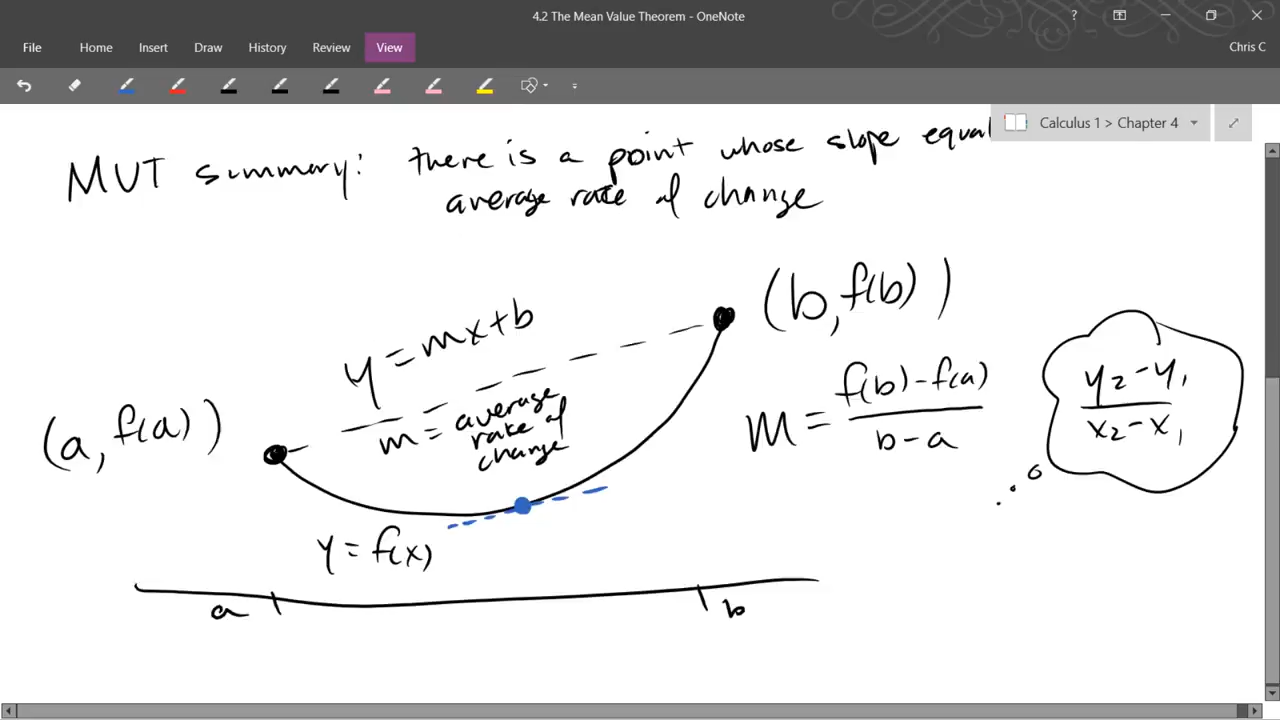 4.2 The Mean Value Theorem - OneNote
File Home Insert Draw History Review View
Chris C
Calculus 1 > Chapter 4
MVT summary: there is a point whose slope equal
average rate of change
(b, f(b))
y = mx+b
(a, f(a))
m = average
rate of
change
m = f(b)-f(a)
b-a
y2-y1
x2-x1
y = f(x)
a b